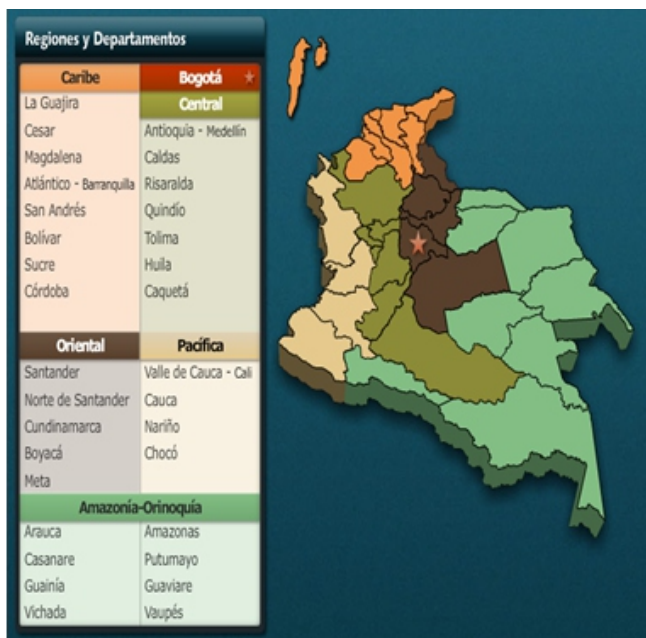 Regiones y Departamentos
Caribe
La Guajira
Cesar
Magdalena
Atlántico - Barranquilla
San Andrés
Bolívar
Sucre
Córdoba
Bogotá
Central
Antioquia - Medellín
Caldas
Risaralda
Quindío
Tolima
Huila
Caquetá
Oriental
Santander
Norte de Santander
Cundinamarca
Boyacá
Meta
Pacífica
Valle de Cauca - Cali
Cauca
Nariño
Chocó
Amazonía-Orinoquía
Arauca
Casanare
Guainía
Vichada
Amazonas
Putumayo
Guaviare
Vaupés